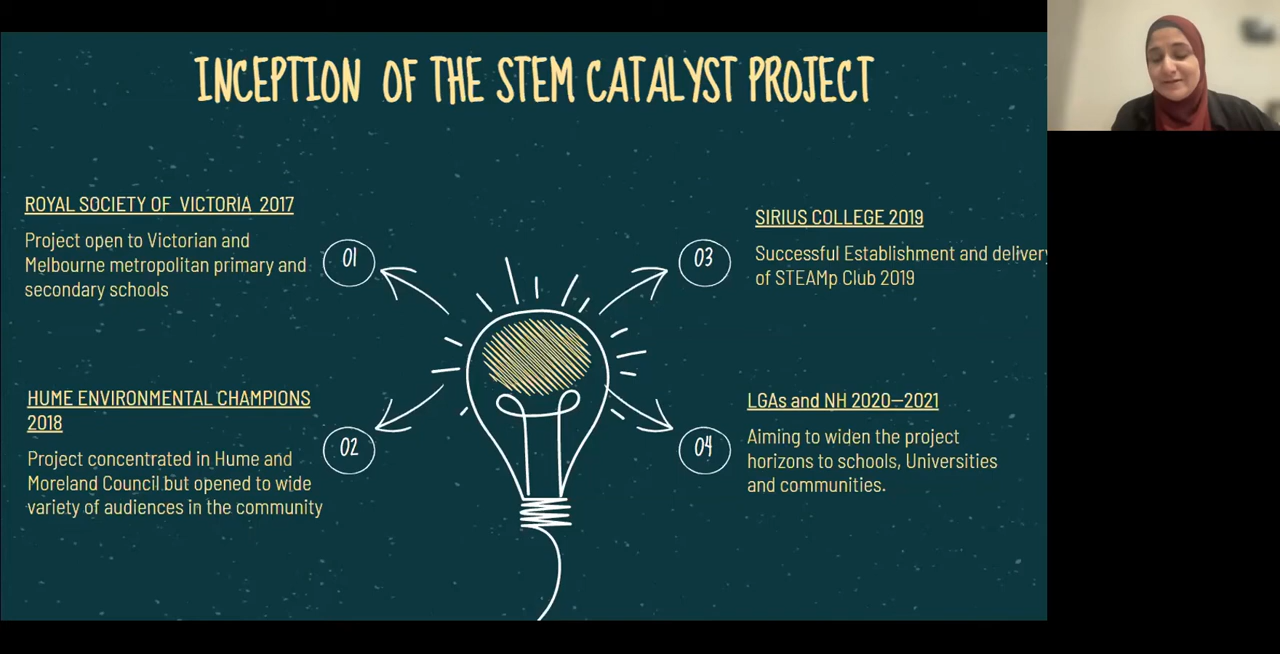 INCEPTION OF THE STEM CATALYST PROJECT
ROYAL SOCIETY OF VICTORIA 2017
Project open to Victorian and
Melbourne metropolitan primary and
secondary schools
01
HUME ENVIRONMENTAL CHAMPIONS
2018
Project concentrated in Hume and
Moreland Council but opened to wide
variety of audiences in the community
02
SIRIUS COLLEGE 2019
Successful Establishment and delivery
of STEAMp Club 2019
03
LGAs and NH 2020–2021
Aiming to widen the project
horizons to schools, Universities
and communities.
04